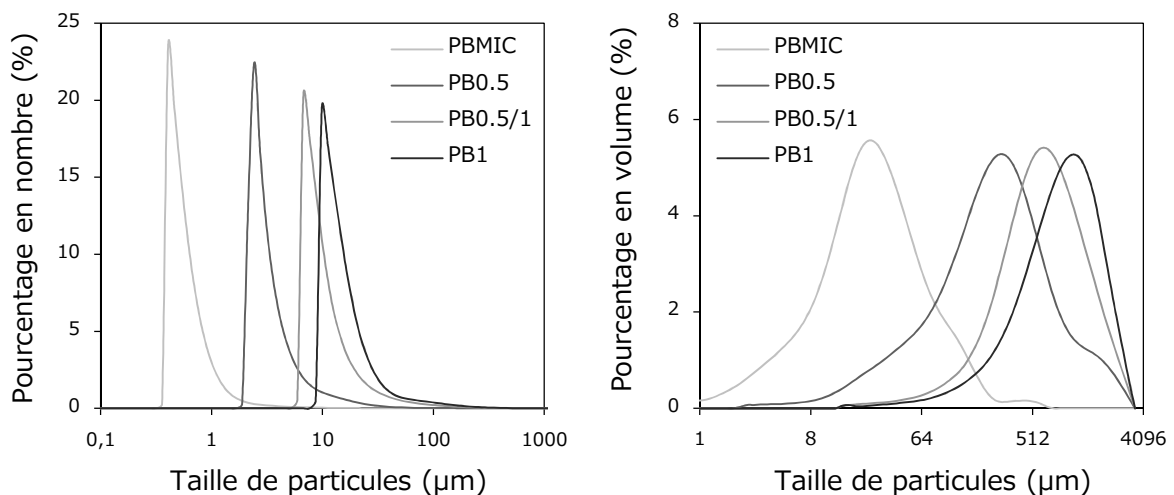 Pourcentage en nombre (%)
25
20
15
10
5
0
0,1
1
10
100
1000
Taille de particules (µm)
PBMIC
PB0.5
PB0.5/1
PB1
Pourcentage en volume (%)
8
6
4
2
0
1
8
64
512
4096
Taille de particules (µm)
PBMIC
PB0.5
PB0.5/1
PB1